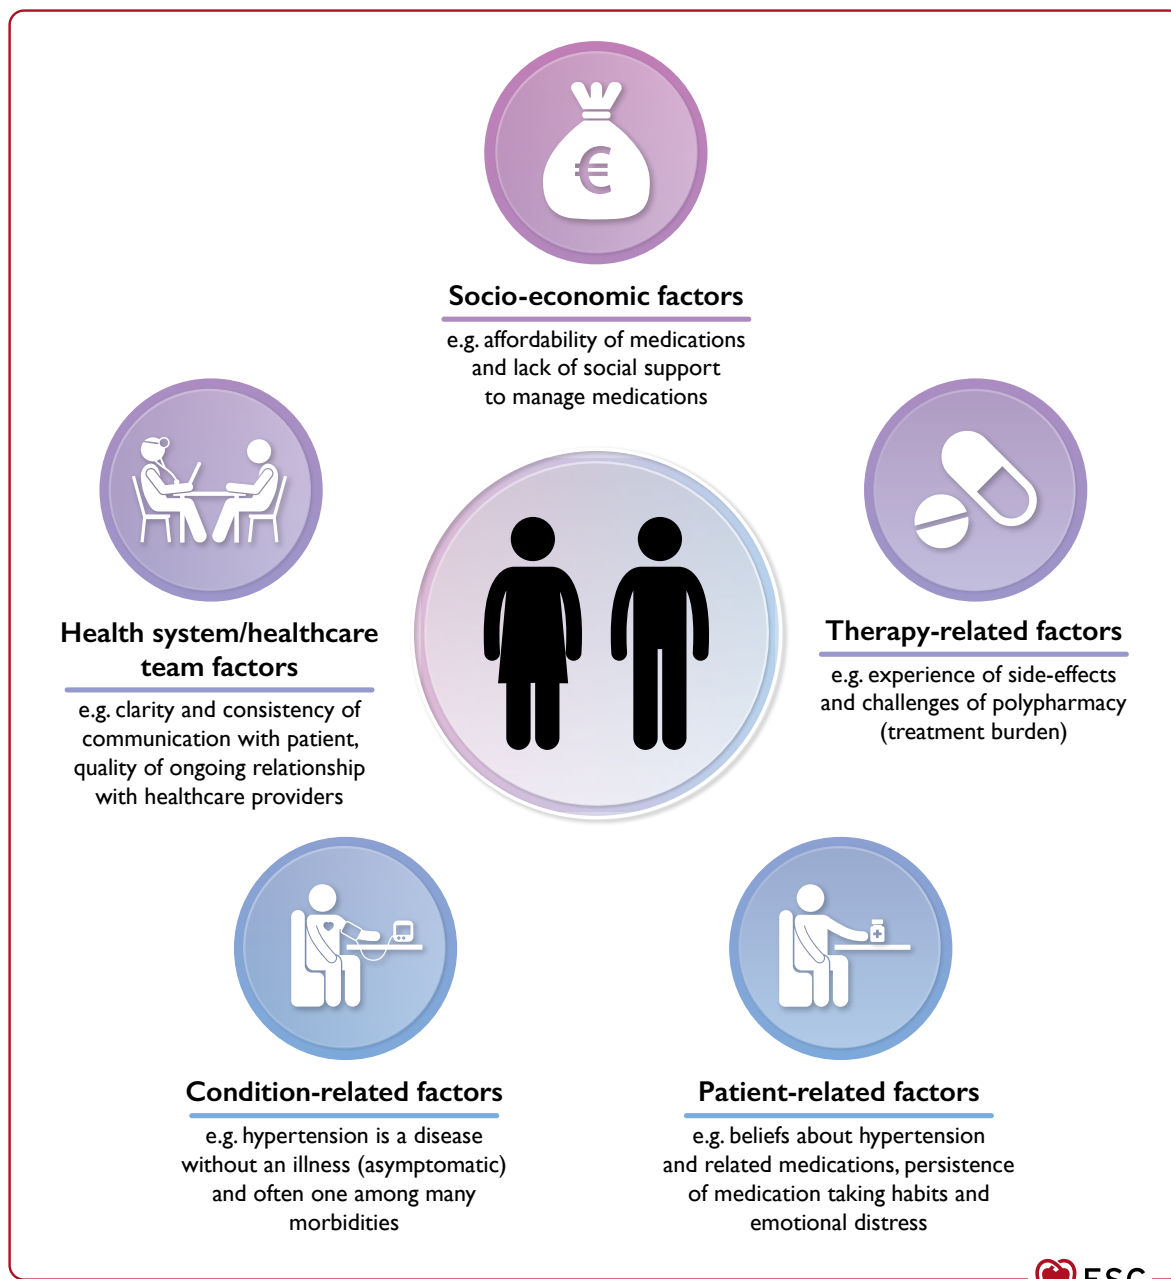 €
Socio-economic factors
e.g. affordability of medications
and lack of social support
to manage medications
Health system/healthcare
team factors
e.g. clarity and consistency of
communication with patient,
quality of ongoing relationship
with healthcare providers
Therapy-related factors
e.g. experience of side-effects
and challenges of polypharmacy
(treatment burden)
Condition-related factors
e.g. hypertension is a disease
without an illness (asymptomatic)
and often one among many
morbidities
Patient-related factors
e.g. beliefs about hypertension
and related medications, persistence
of medication taking habits and
emotional distress
ESC